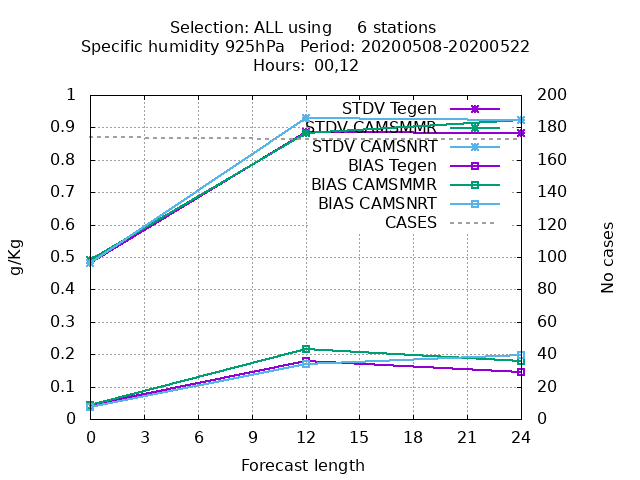 Selection: ALL using 6 stations
Specific humidity 925hPa Period: 20200508-20200522
Hours: 00,12
1
0.9
0.8
0.7
0.6
0.5
0.4
0.3
0.2
0.1
0
g/Kg
STDV Tegen
STDV CAMSMMR
STDV CAMSNRT
BIAS Tegen
BIAS CAMSMMR
BIAS CAMSNRT
CASES
200
180
160
140
120
100
80
60
40
20
0
No cases
0 3 6 9 12 15 18 21 24
Forecast length